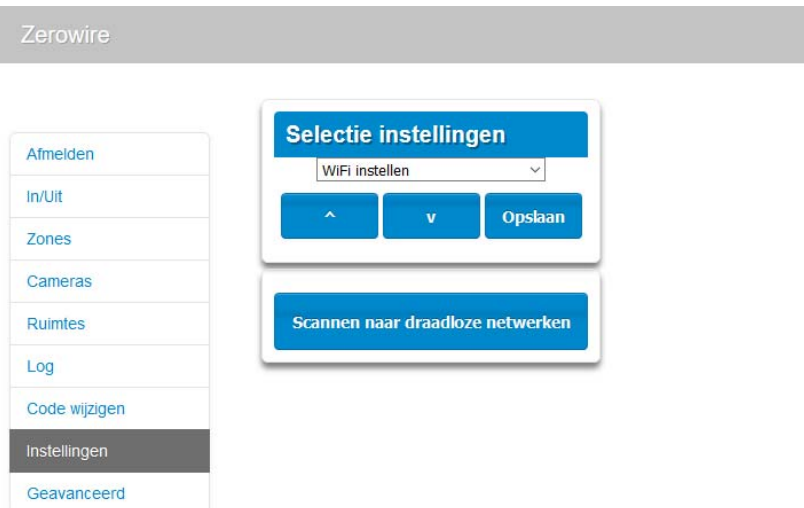 Zerowire
Afmelden
In/Uit
Zones
Cameras
Ruimtes
Log
Code wijzigen
Instellingen
Geavanceerd
Selectie instellingen
WiFi instellen
^ v Opslaan
Scannen naar draadloze netwerken